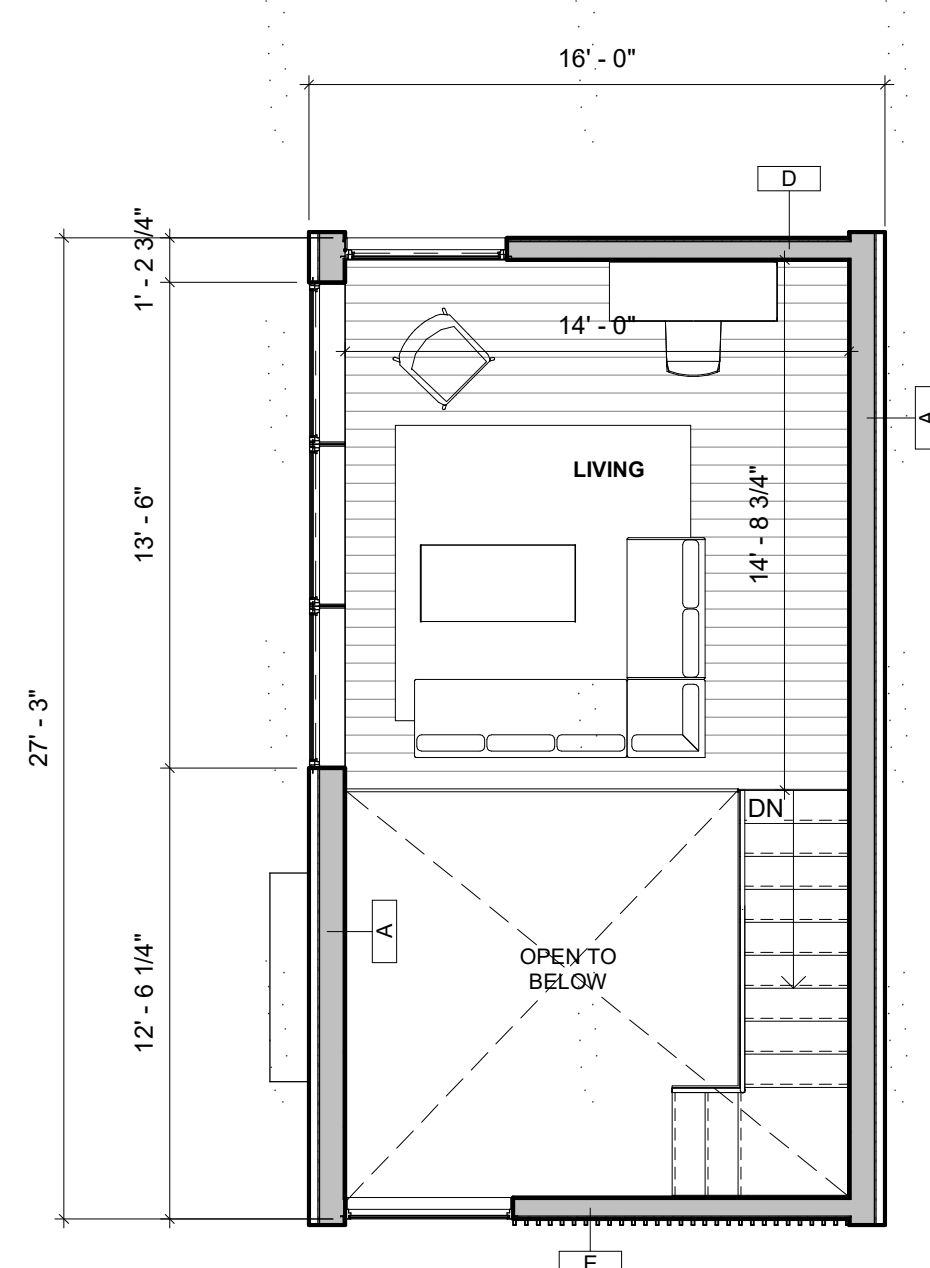 16' - 0"
D
1' - 2 3/4"
14' - 0"
A
LIVING
14' - 8 3/4"
13' - 6"
27' - 3"
DN
A
OPEN TO
BELOW
12' - 6 1/4"